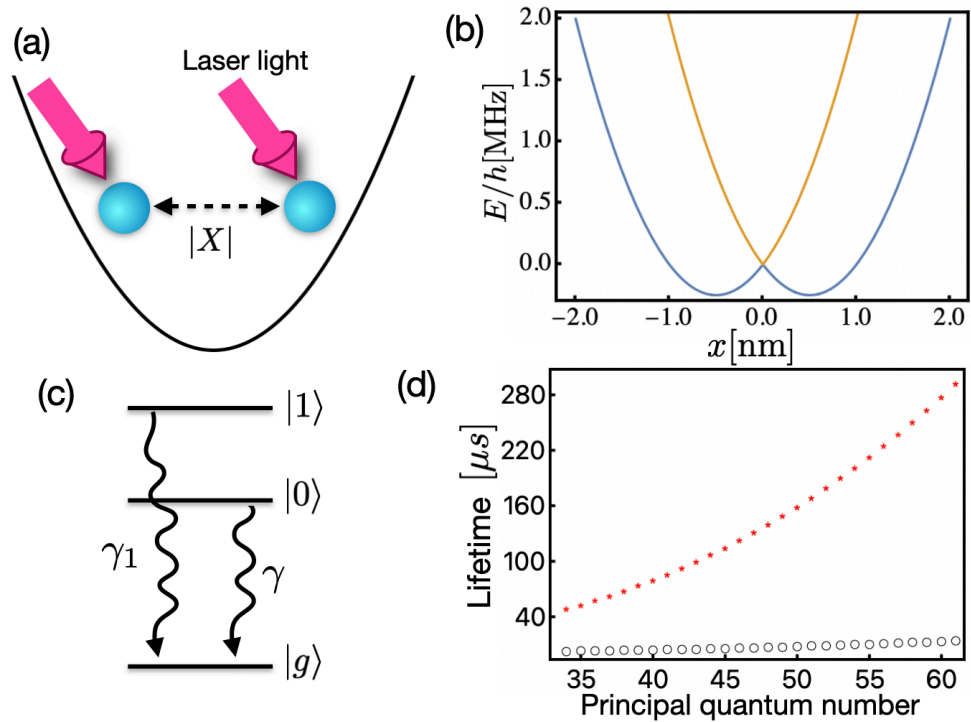 (a)
Laser light
|X|
(b)
E/h[MHz]
2.0
1.5
1.0
0.5
0.0
−2.0 −1.0 0.0 1.0 2.0
x[nm]
(c)
|1⟩
|0⟩
γ₁
γ
|g⟩
(d)
Lifetime [μs]
280
220
160
100
40
35 40 45 50 55 60
Principal quantum number